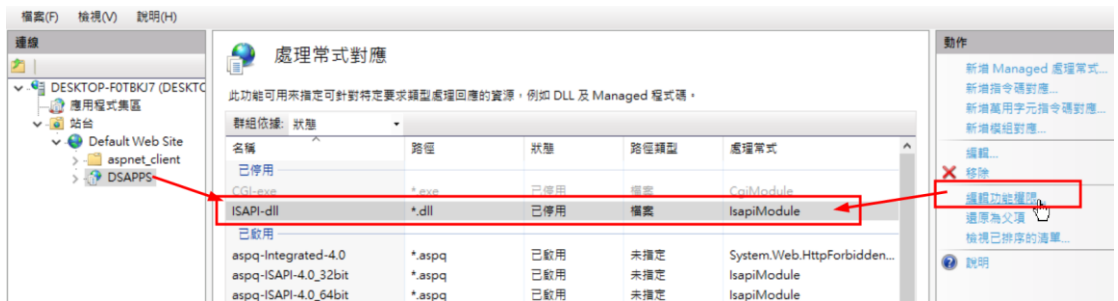 檔案(F) 檢視(V) 說明(H)
連線
DESKTOP-F0TBKJ7 (DESKTC
應用程式集區
站台
Default Web Site
aspnet_client
DSAPPS
處理常式對應
此功能可用來指定可針對特定要求類型處理回應的資源，例如 DLL 及 Managed 程式碼。
群組依據: 狀態
名稱 路徑 狀態 路徑類型 處理常式
已停用
CGI-exe *.exe 已停用 檔案 CgiModule
ISAPI-dll *.dll 已停用 檔案 IsapiModule
已啟用
aspq-Integrated-4.0 *.aspq 已啟用 未指定 System.Web.HttpForbidden...
aspq-ISAPI-4.0_32bit *.aspq 已啟用 未指定 IsapiModule
aspq-ISAPI-4.0_64bit *.aspq 已啟用 未指定 IsapiModule
動作
新增 Managed 處理常式...
新增指令碼對應...
新增萬用字元指令碼對應...
新增模組對應...
編輯...
移除
編輯功能權限...
還原為父項
檢視已排序的清單...
說明